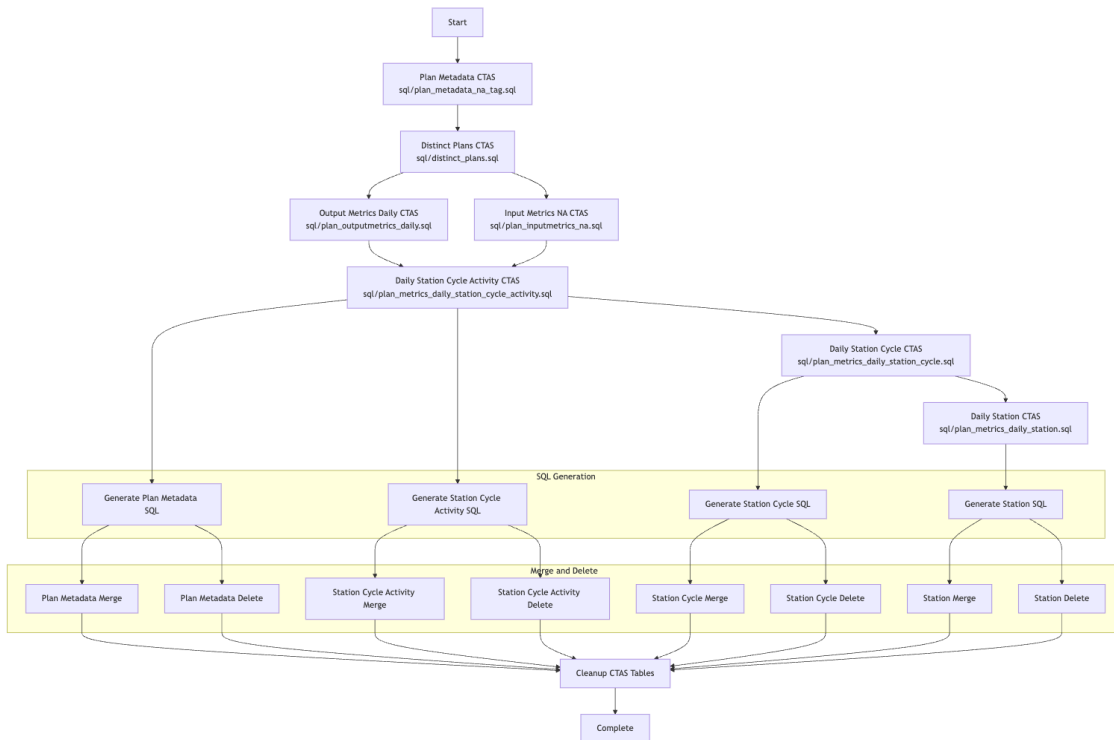 Start
Plan Metadata CTAS
sql/plan_metadata_na_tag.sql
Distinct Plans CTAS
sql/distinct_plans.sql
Output Metrics Daily CTAS
sql/plan_outputmetrics_daily.sql
Input Metrics NA CTAS
sql/plan_inputmetrics_na.sql
Daily Station Cycle Activity CTAS
sql/plan_metrics_daily_station_cycle_activity.sql
Daily Station Cycle CTAS
sql/plan_metrics_daily_station_cycle.sql
Daily Station CTAS
sql/plan_metrics_daily_station.sql
SQL Generation
Generate Plan Metadata
SQL
Generate Station Cycle
Activity SQL
Generate Station Cycle SQL
Generate Station SQL
Merge and Delete
Plan Metadata Merge
Plan Metadata Delete
Station Cycle Activity
Merge
Station Cycle Activity
Delete
Station Cycle Merge
Station Cycle Delete
Station Merge
Station Delete
Cleanup CTAS Tables
Complete